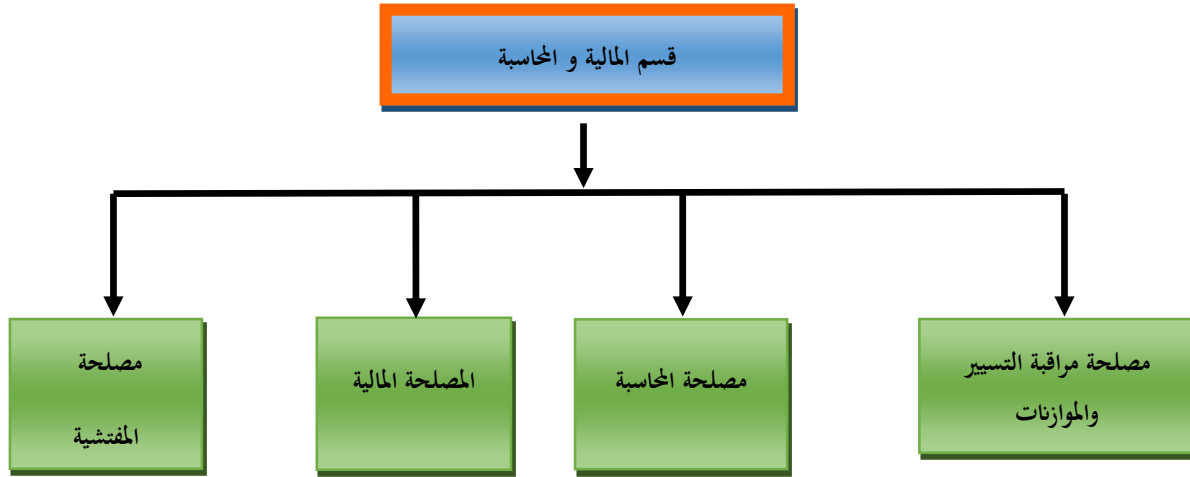 قسم المالية و المحاسبة
مصلحة مراقبة التسيير
والموازنات
مصلحة المحاسبة
المصلحة المالية
مصلحة
المفتشية